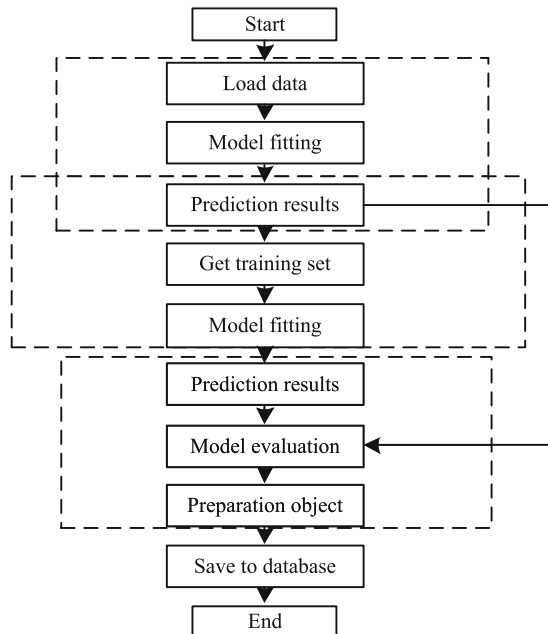 Start
Load data
Model fitting
Prediction results
Get training set
Model fitting
Prediction results
Model evaluation
Preparation object
Save to database
End